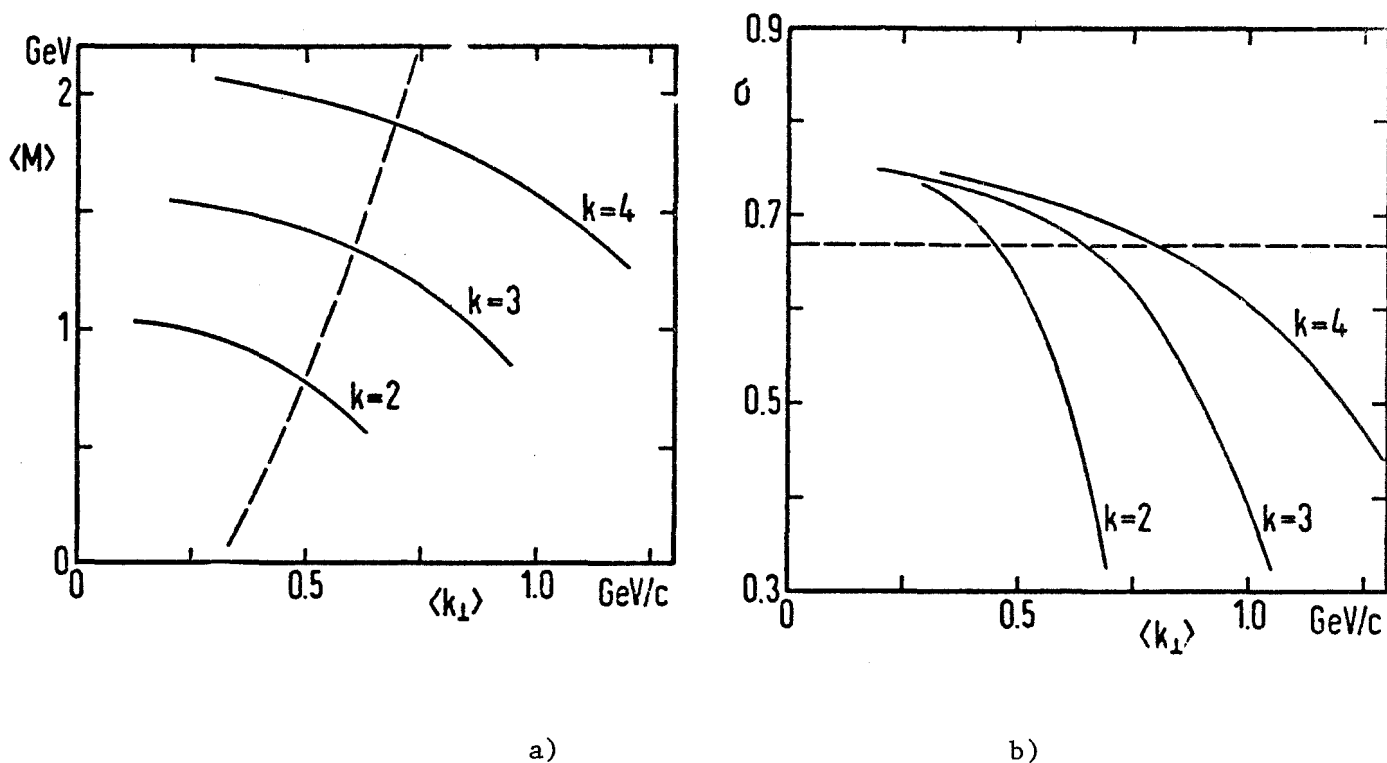 GeV
2
⟨M⟩
1
0
0
0.5
1.0
GeV/c
⟨k⊥⟩
k=4
k=3
k=2
a)
0.9
σ
0.7
0.5
0.3
0
0.5
1.0
GeV/c
⟨k⊥⟩
k=4
k=2
k=3
b)